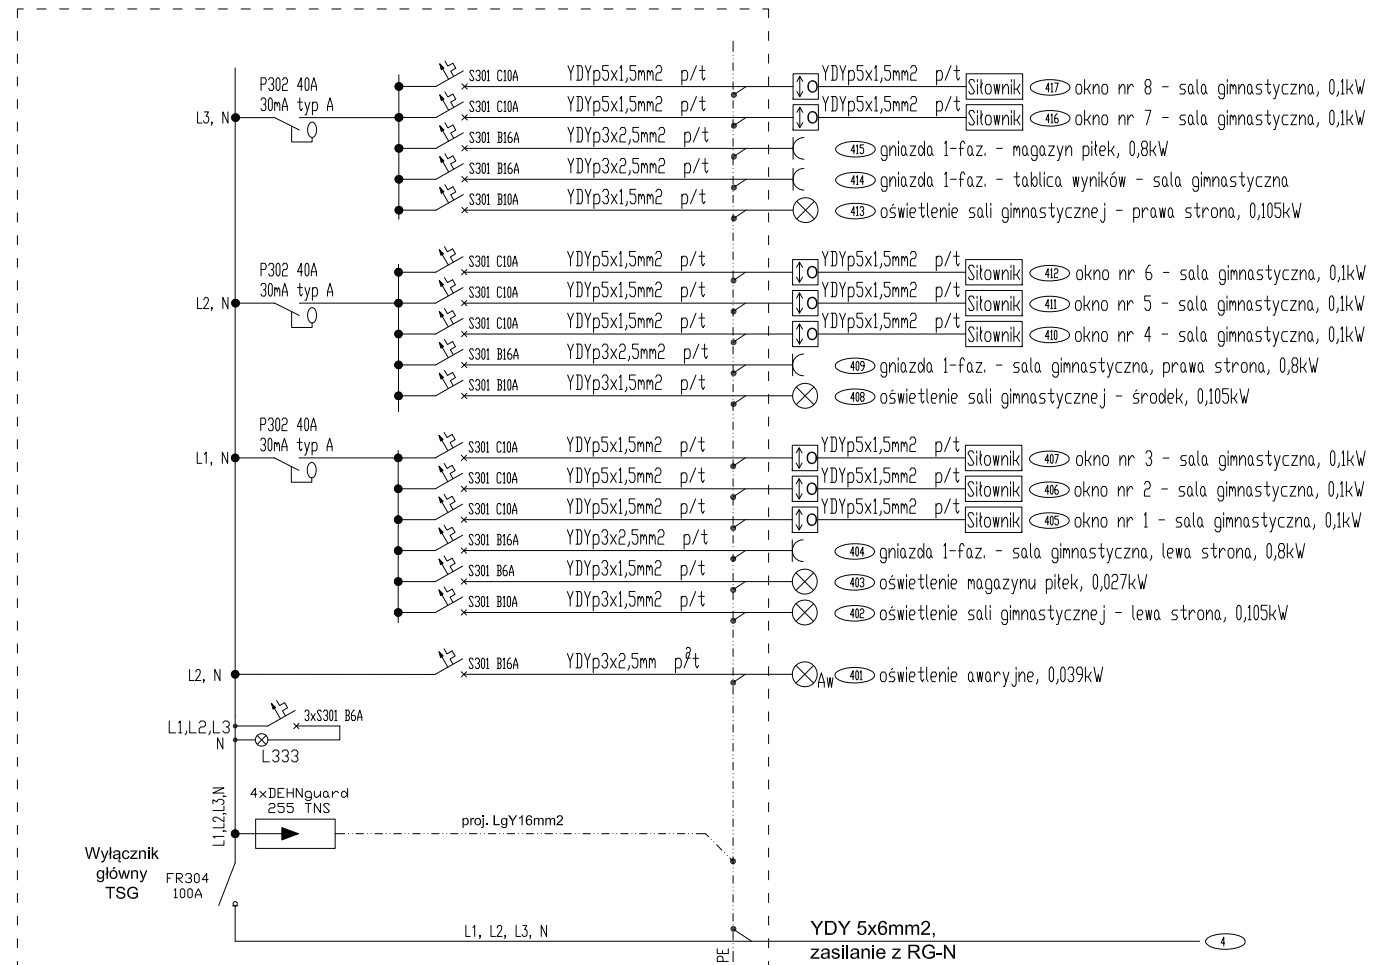 P302 40A
30mA typ A
L3, N
S301 C10A YDYp5x1,5mm2 p/t YDYp5x1,5mm2 p/t Siłownik 417 okno nr 8 - sala gimnastyczna, 0,1kW
S301 C10A YDYp5x1,5mm2 p/t YDYp5x1,5mm2 p/t Siłownik 416 okno nr 7 - sala gimnastyczna, 0,1kW
S301 B16A YDYp3x2,5mm2 p/t 415 gniazda 1-faz. - magazyn piłek, 0,8kW
S301 B16A YDYp3x2,5mm2 p/t 414 gniazda 1-faz. - tablica wyników - sala gimnastyczna
S301 B10A YDYp3x1,5mm2 p/t 413 oświetlenie sali gimnastycznej - prawa strona, 0,105kW
P302 40A
30mA typ A
L2, N
S301 C10A YDYp5x1,5mm2 p/t YDYp5x1,5mm2 p/t Siłownik 412 okno nr 6 - sala gimnastyczna, 0,1kW
S301 C10A YDYp5x1,5mm2 p/t YDYp5x1,5mm2 p/t Siłownik 411 okno nr 5 - sala gimnastyczna, 0,1kW
S301 C10A YDYp5x1,5mm2 p/t YDYp5x1,5mm2 p/t Siłownik 410 okno nr 4 - sala gimnastyczna, 0,1kW
S301 B16A YDYp3x2,5mm2 p/t 409 gniazda 1-faz. - sala gimnastyczna, prawa strona, 0,8kW
S301 B10A YDYp3x1,5mm2 p/t 408 oświetlenie sali gimnastycznej - środek, 0,105kW
P302 40A
30mA typ A
L1, N
S301 C10A YDYp5x1,5mm2 p/t YDYp5x1,5mm2 p/t Siłownik 407 okno nr 3 - sala gimnastyczna, 0,1kW
S301 C10A YDYp5x1,5mm2 p/t YDYp5x1,5mm2 p/t Siłownik 406 okno nr 2 - sala gimnastyczna, 0,1kW
S301 C10A YDYp5x1,5mm2 p/t YDYp5x1,5mm2 p/t Siłownik 405 okno nr 1 - sala gimnastyczna, 0,1kW
S301 B16A YDYp3x2,5mm2 p/t 404 gniazda 1-faz. - sala gimnastyczna, lewa strona, 0,8kW
S301 B6A YDYp3x1,5mm2 p/t 403 oświetlenie magazynu piłek, 0,027kW
S301 B10A YDYp3x1,5mm2 p/t 402 oświetlenie sali gimnastycznej - lewa strona, 0,105kW
L2, N S301 B16A YDYp3x2,5mm2 p/t Aw 401 oświetlenie awaryjne, 0,039kW
L1,L2,L3 3xS301 B6A
N
L333
L1,L2,L3,N
4xDEHNguard
255 TNS
proj. LgY16mm2
Wyłącznik
główny
TSG
FR304
100A
L1, L2, L3, N
PE
YDY 5x6mm2,
zasilanie z RG-N
4